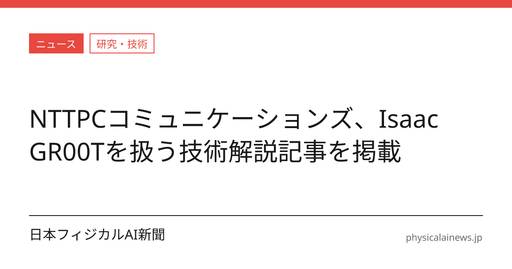 ニュース 研究・技術
NTTPCコミュニケーションズ、Isaac
GR00Tを扱う技術解説記事を掲載
日本フィジカルAI新聞
physicalainews.jp